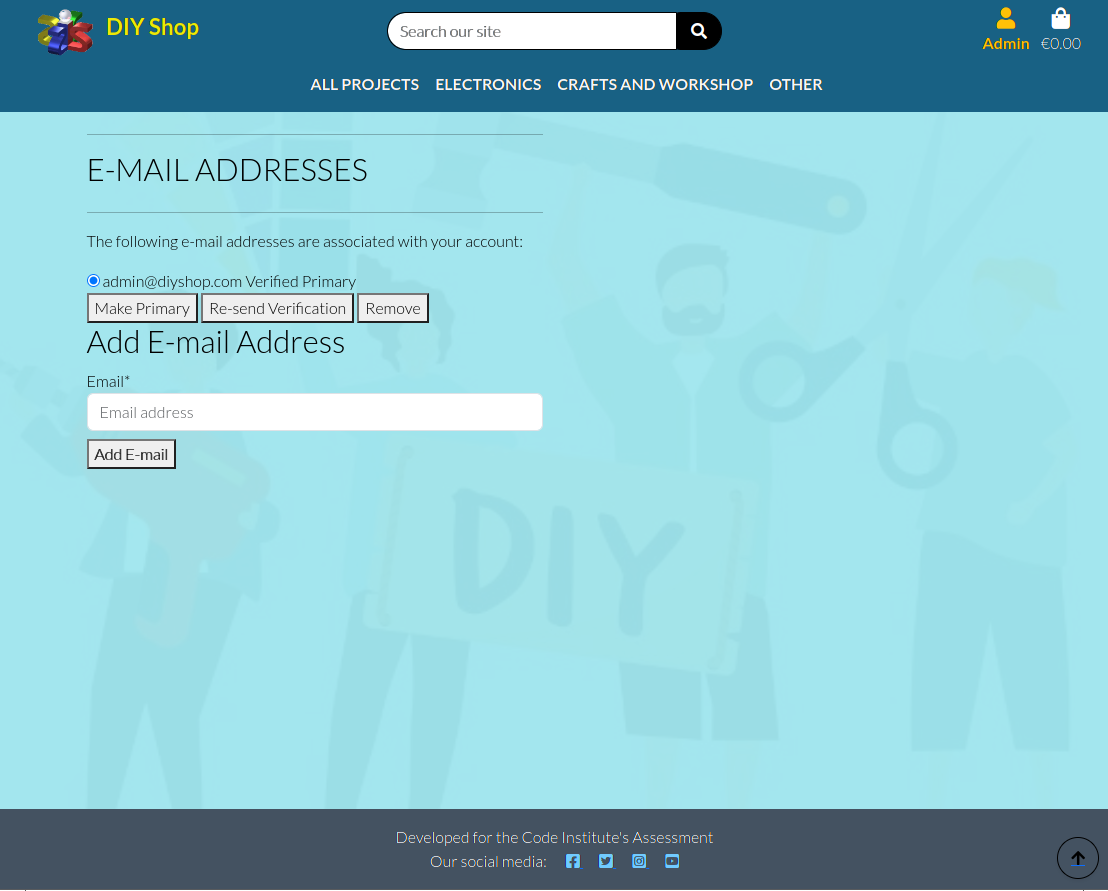 DIY Shop
Search our site
Admin
€0.00
ALL PROJECTS ELECTRONICS CRAFTS AND WORKSHOP OTHER
E-MAIL ADDRESSES
The following e-mail addresses are associated with your account:
admin@diyshop.com Verified Primary
Make Primary Re-send Verification Remove
Add E-mail Address
Email*
Email address
Add E-mail
DIY
Developed for the Code Institute's Assessment
Our social media: